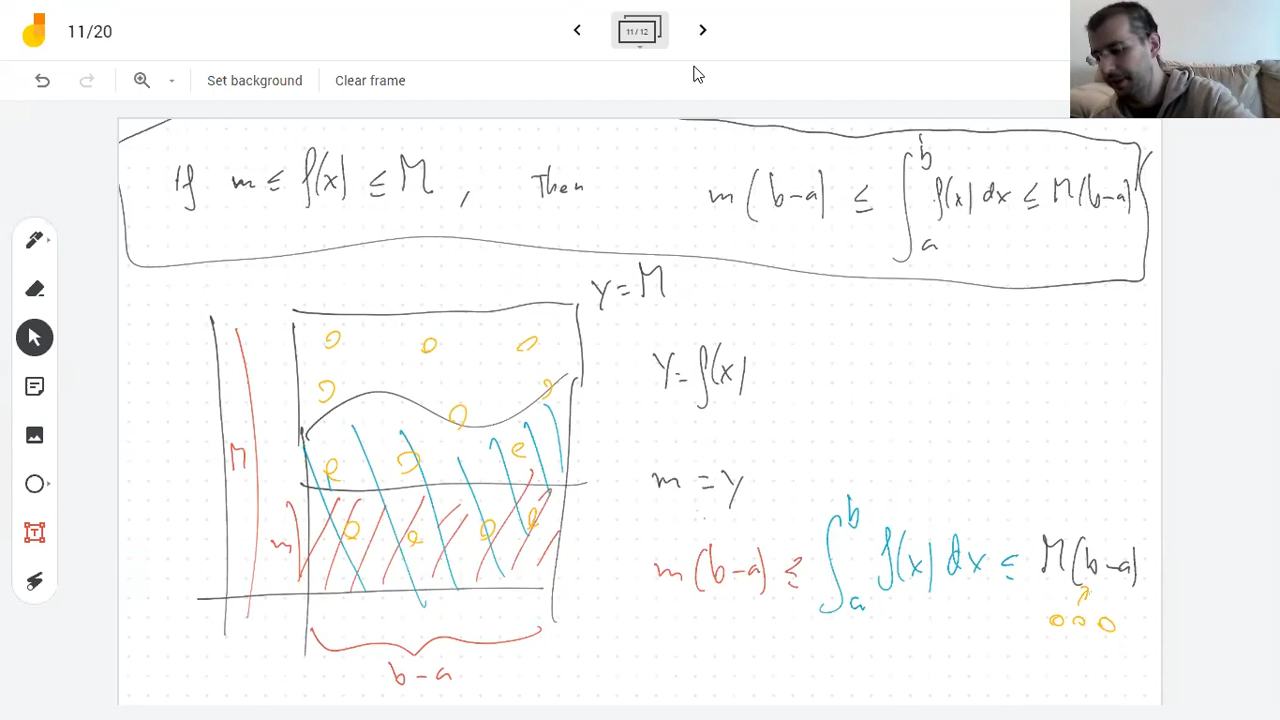 11/20
11 / 12
Set background
Clear frame
If m ≤ f(x) ≤ M , Then m(b-a) ≤ ∫_a^b f(x) dx ≤ M(b-a)
y = M
y = f(x)
M
m = y
m
m(b-a) ≤ ∫_a^b f(x) dx ≤ M(b-a)
b-a